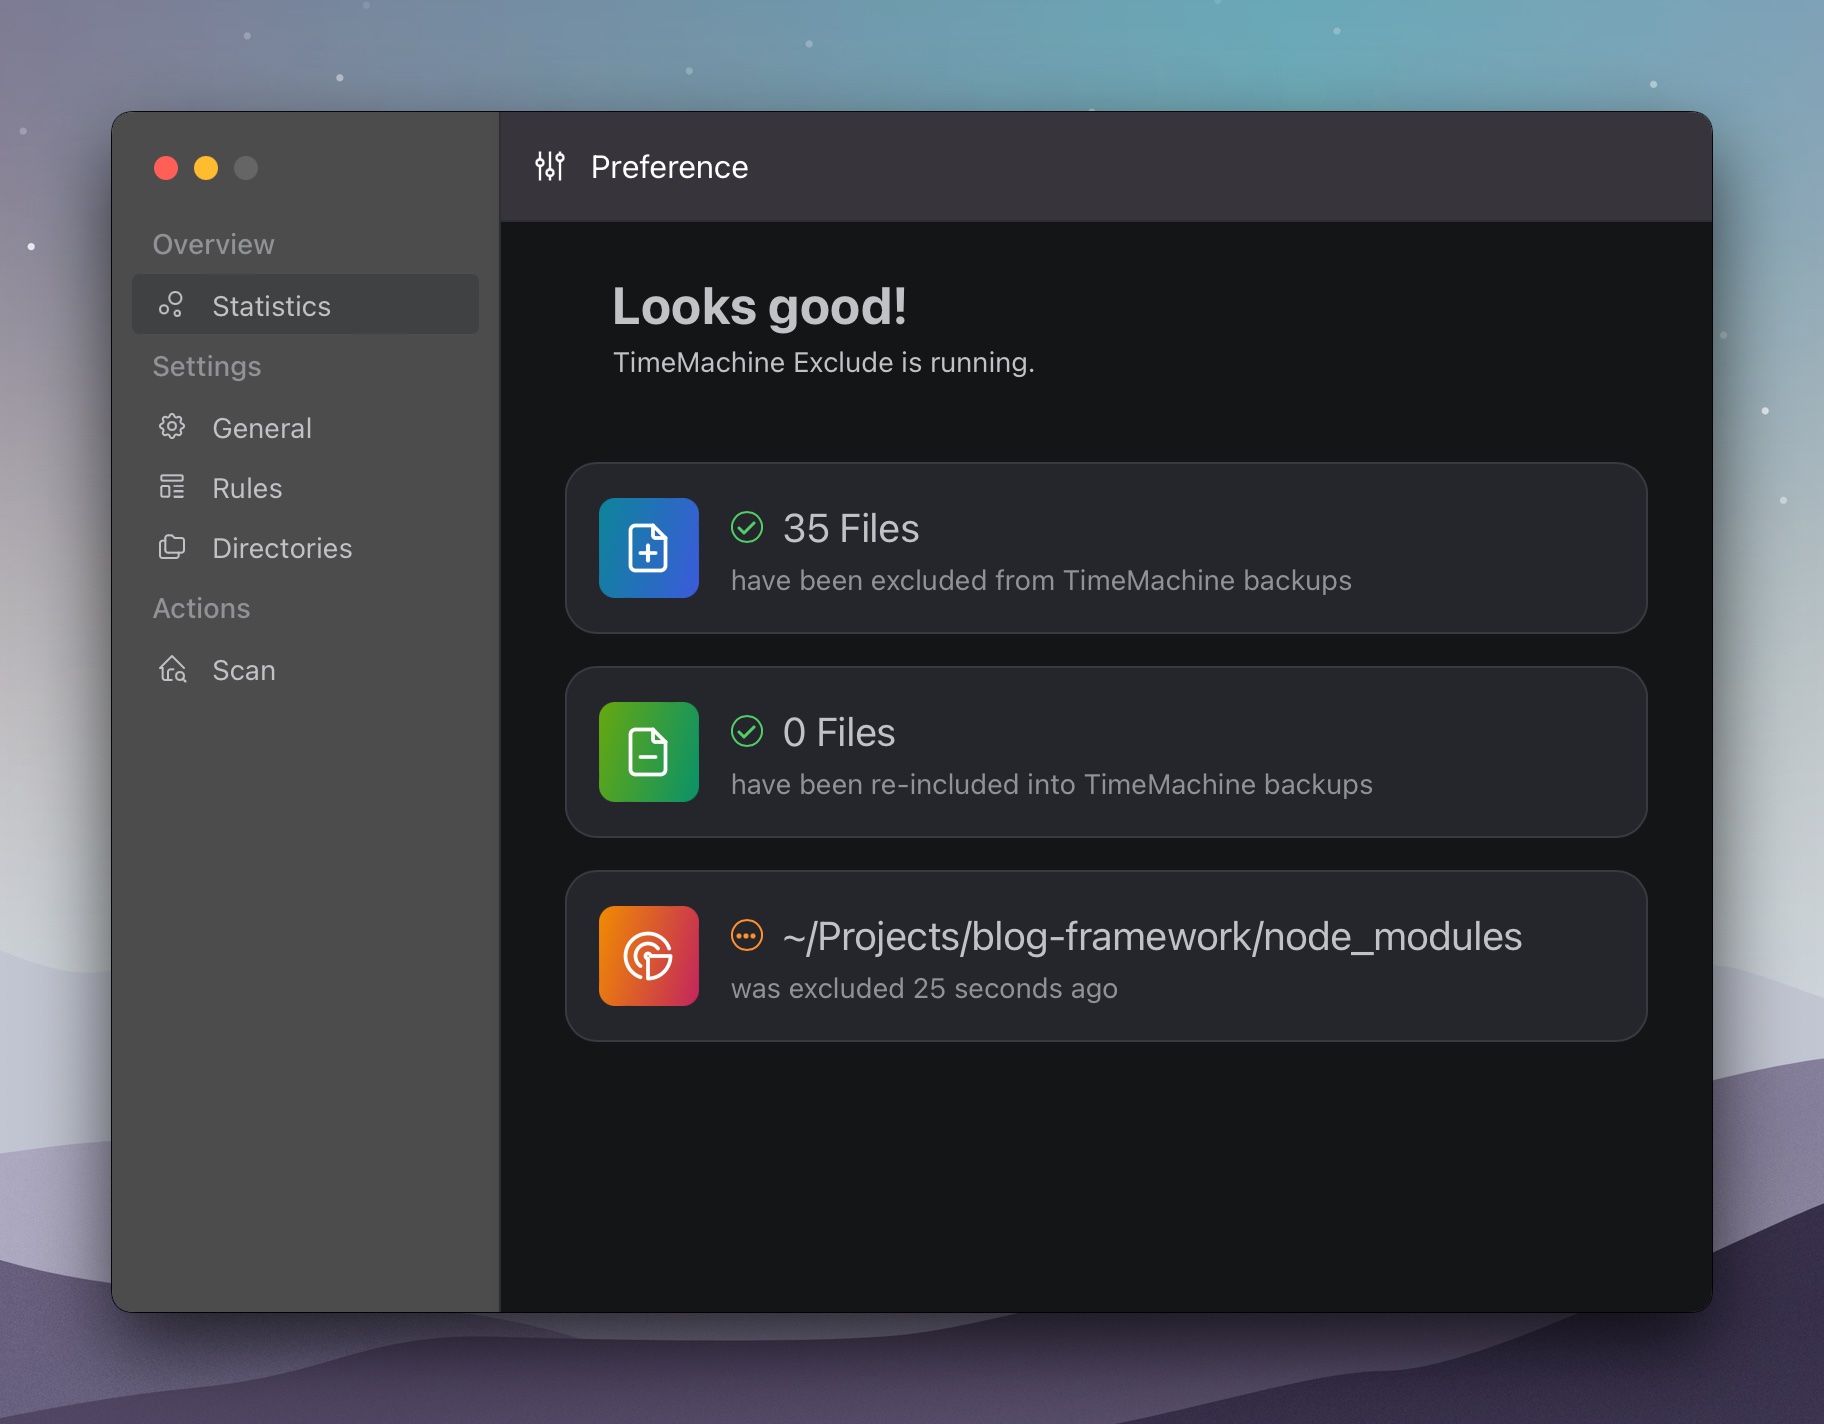 Preference
Overview
Statistics
Settings
General
Rules
Directories
Actions
Scan
Looks good!
TimeMachine Exclude is running.
35 Files
have been excluded from TimeMachine backups
0 Files
have been re-included into TimeMachine backups
~/Projects/blog-framework/node_modules
was excluded 25 seconds ago